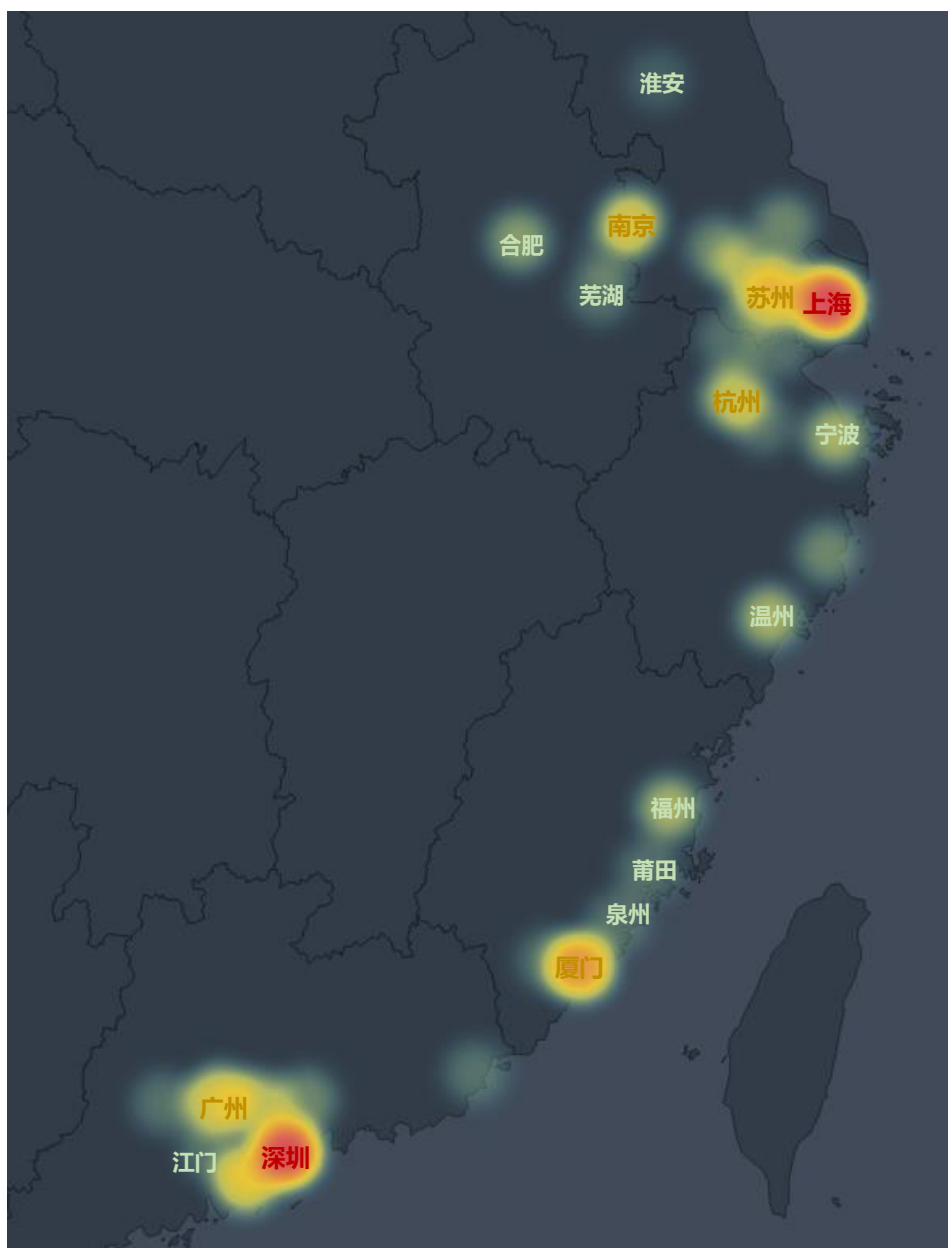 淮安
南京
合肥
芜湖
苏州
上海
杭州
宁波
温州
福州
莆田
泉州
厦门
广州
深圳
江门